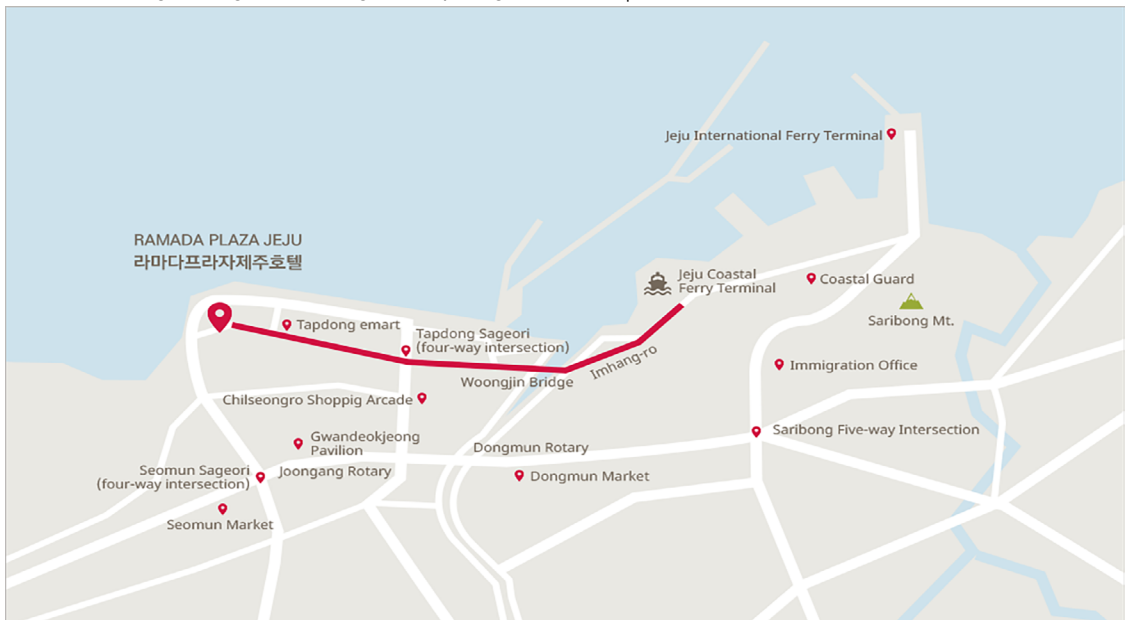 Jeju International Ferry Terminal
RAMADA PLAZA JEJU
라마다프라자제주호텔
Jeju Coastal
Ferry Terminal
Coastal Guard
Saribong Mt.
Tapdong emart
Tapdong Sageori
(four-way intersection)
Imhang-ro
Woongjin Bridge
Immigration Office
Chilseongro Shoppig Arcade
Gwandeokjeong
Pavilion
Dongmun Rotary
Saribong Five-way Intersection
Seomun Sageori
(four-way intersection)
Joongang Rotary
Dongmun Market
Seomun Market